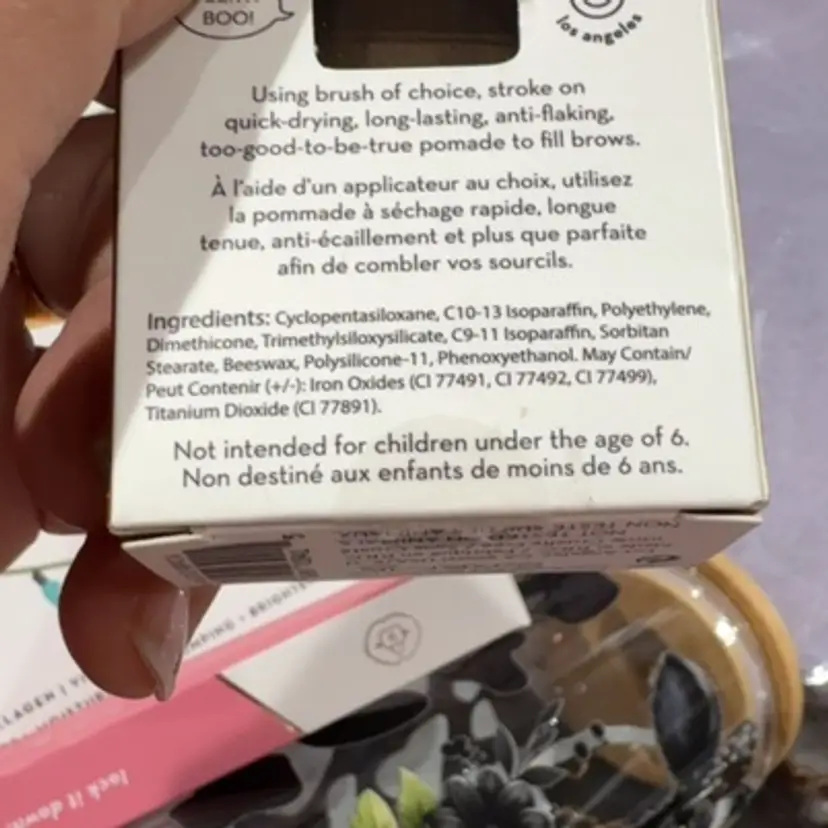 BOO!
los angeles
Using brush of choice, stroke on
quick-drying, long-lasting, anti-flaking,
too-good-to-be-true pomade to fill brows.
À l'aide d'un applicateur au choix, utilisez
la pommade à séchage rapide, longue
tenue, anti-écaillement et plus que parfaite
afin de combler vos sourcils.
Ingredients: Cyclopentasiloxane, C10-13 Isoparaffin, Polyethylene,
Dimethicone, Trimethylsiloxysilicate, C9-11 Isoparaffin, Sorbitan
Stearate, Beeswax, Polysilicone-11, Phenoxyethanol. May Contain/
Peut Contenir (+/-): Iron Oxides (CI 77491, CI 77492, CI 77499),
Titanium Dioxide (CI 77891).
Not intended for children under the age of 6.
Non destiné aux enfants de moins de 6 ans.
NOT TESTED
lock it down